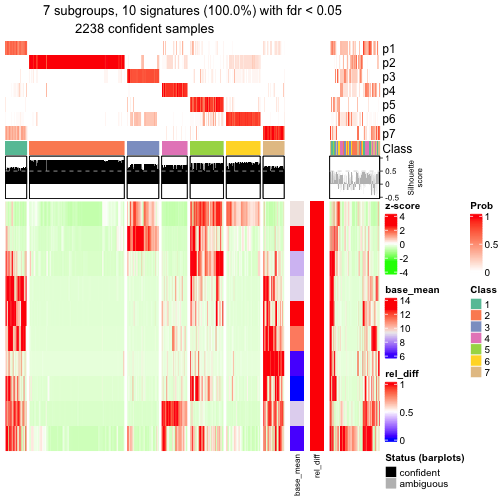 7 subgroups, 10 signatures (100.0%) with fdr < 0.05
2238 confident samples
p1
p2
p3
p4
p5
p6
p7
Class
1
0.5
0
-0.5
Silhouette
score
z-score
4
2
0
-2
-4
base_mean
14
12
10
8
6
rel_diff
1
0.5
0
Prob
1
0.5
0
Class
1
2
3
4
5
6
7
Status (barplots)
confident
ambiguous
base_mean
rel_diff